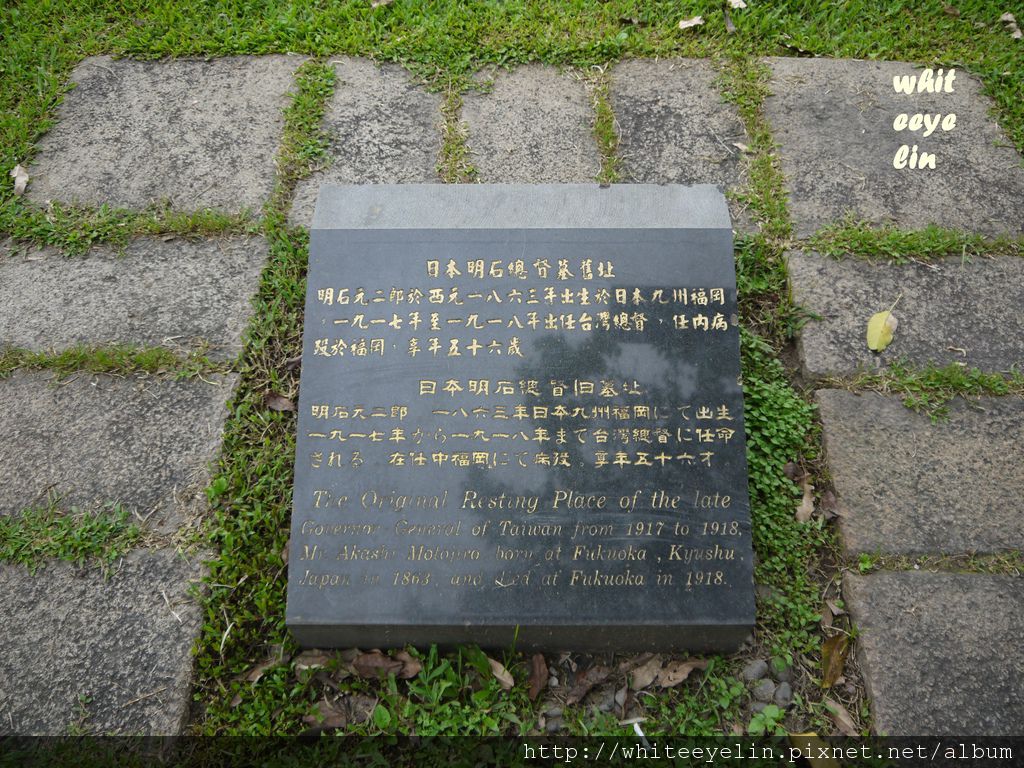 日本明石總督墓舊址
明石元二郎於西元一八六三年出生於日本九州福岡
，一九一七年至一九一八年出任台灣總督，任內病
歿於福岡，享年五十六歲
日本明石總督旧墓址
明石元二郎 一八六三年日本九州福岡にて出生
一九一七年から一九一八年まて台灣總督に任命
される 在任中福岡にて病歿。享年五十六才
The Original Resting Place of the late
Governor-General of Taiwan from 1917 to 1918,
Mr. Akashi Motojiro, born at Fukuoka, Kyushu,
Japan in 1863, and died at Fukuoka in 1918.
whit
eeye
lin
http://whiteeyelin.pixnet.net/album